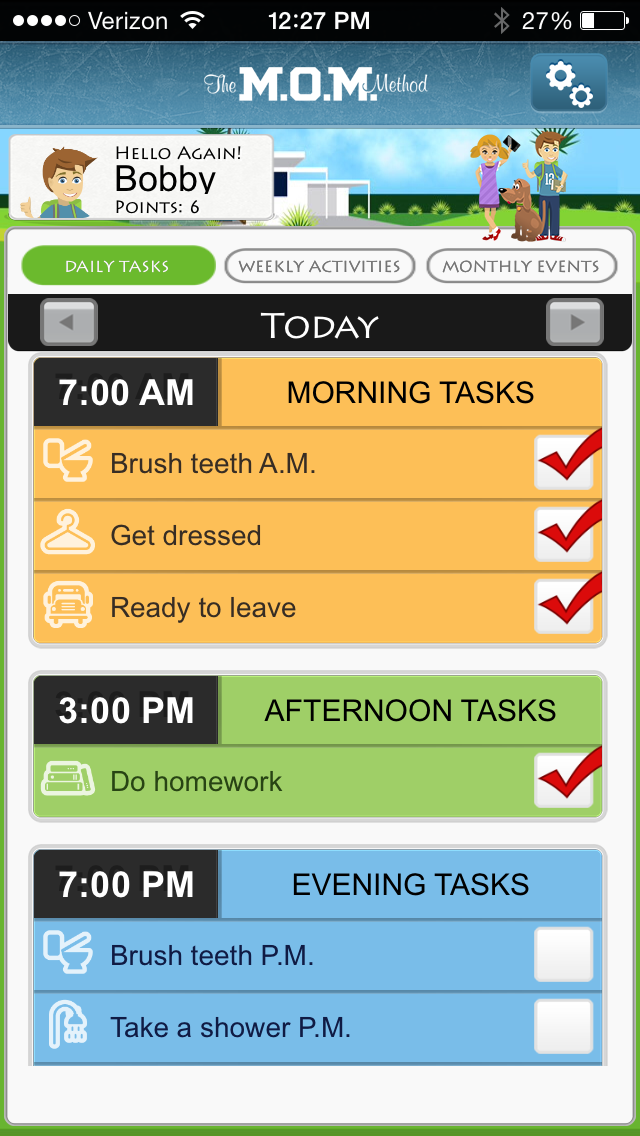 Verizon 12:27 PM 27%
The M.O.M. Method
Hello Again!
Bobby
Points: 6
12
DAILY TASKS WEEKLY ACTIVITIES MONTHLY EVENTS
TODAY
7:00 AM MORNING TASKS
Brush teeth A.M.
Get dressed
Ready to leave
3:00 PM AFTERNOON TASKS
Do homework
7:00 PM EVENING TASKS
Brush teeth P.M.
Take a shower P.M.